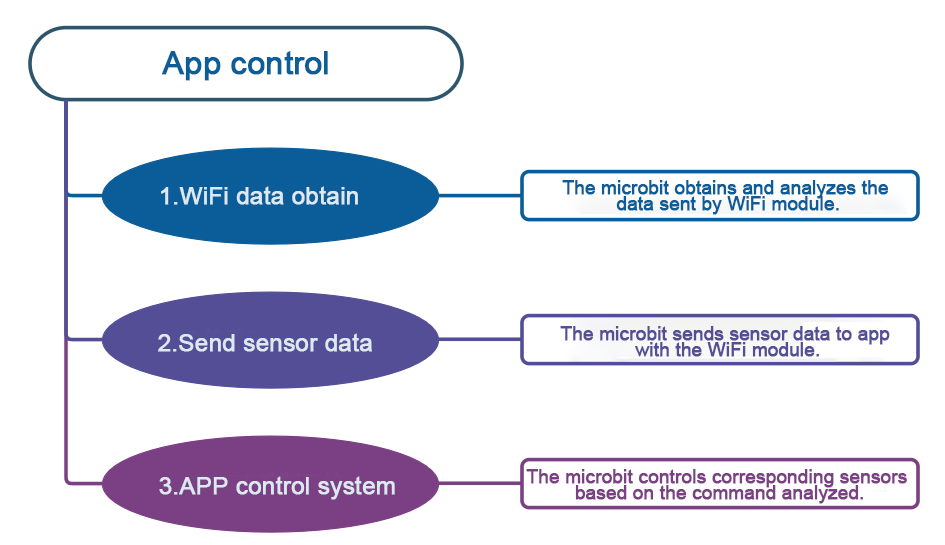 App control
1.WiFi data obtain
The microbit obtains and analyzes the
data sent by WiFi module.
2.Send sensor data
The microbit sends sensor data to app
with the WiFi module.
3.APP control system
The microbit controls corresponding sensors
based on the command analyzed.